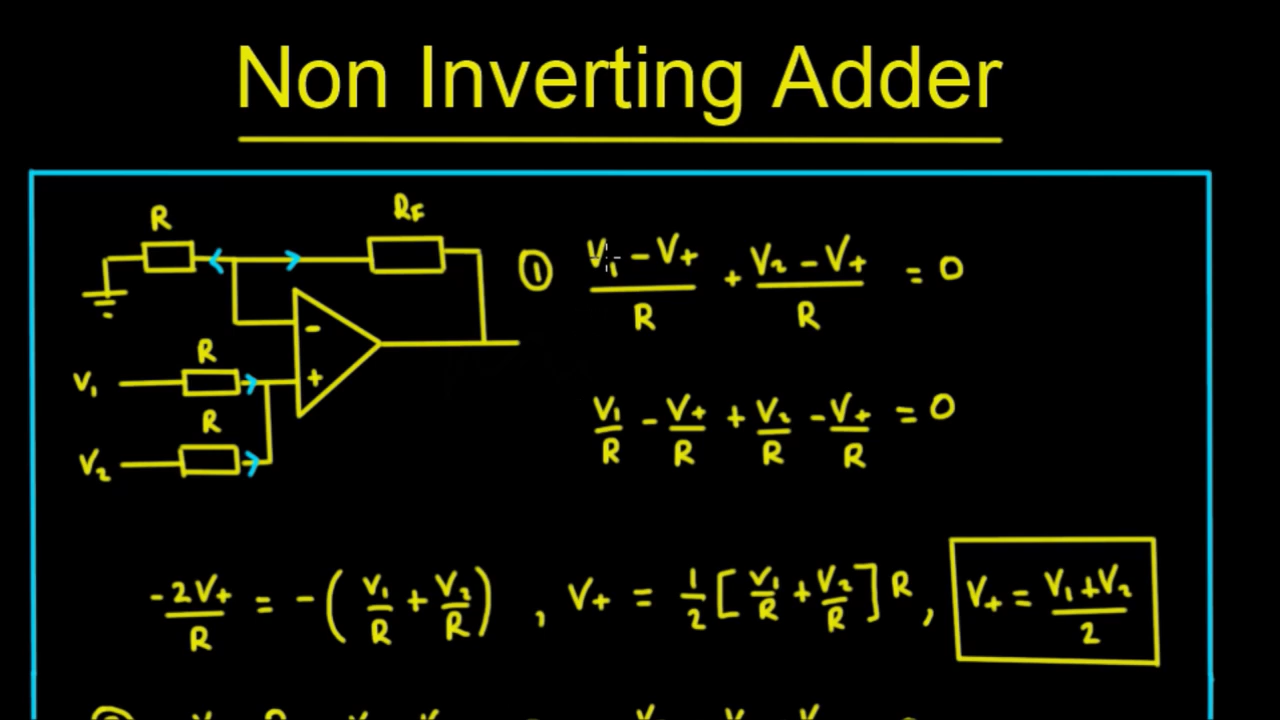 Non Inverting Adder
R
R_F
-
+
V₁
R
V₂
R
① (V₁ - V₊)/R + (V₂ - V₊)/R = 0
V₁/R - V₊/R + V₂/R - V₊/R = 0
-2V₊/R = -(V₁/R + V₂/R) , V₊ = 1/2 [V₁/R + V₂/R] R , V₊ = (V₁ + V₂)/2